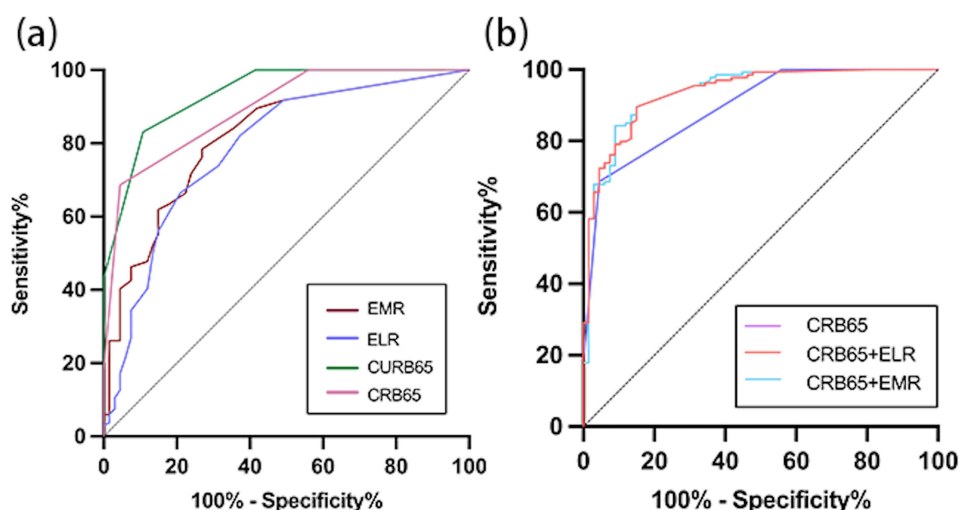 (a)
Sensitivity%
100
80
60
40
20
0
0 20 40 60 80 100
100% - Specificity%
EMR
ELR
CURB65
CRB65
(b)
Sensitivity%
100
80
60
40
20
0
0 20 40 60 80 100
100% - Specificity%
CRB65
CRB65+ELR
CRB65+EMR